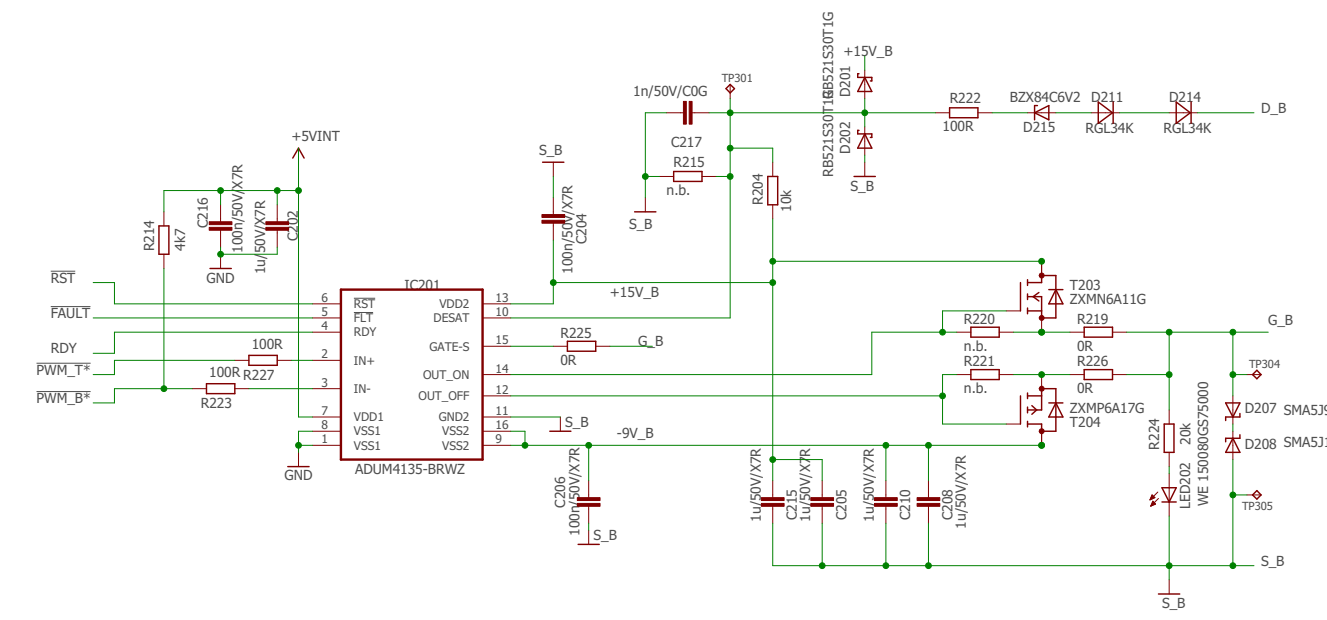 RB521S30T1G
D201
+15V_B
TP301
1n/50V/C0G
C217
RB521S30T1G
D202
S_B
R222
100R
BZX84C6V2
D215
D211
RGL34K
D214
RGL34K
D_B
+5VINT
S_B
R215
n.b.
S_B
R204
10k
R214
4k7
C216
100n/50V/X7R
1u/50V/X7R
C202
GND
100n/50V/X7R
C204
+15V_B
T203
ZXMN6A11G
RST
FAULT
RDY
PWM_T*
PWM_B*
100R
R227
100R
R223
IC201
6
5
4
2
3
7
8
1
RST
FLT
RDY
IN+
IN-
VDD1
VSS1
VSS1
VDD2
DESAT
GATE-S
OUT_ON
OUT_OFF
GND2
VSS2
VSS2
13
10
15
14
12
11
16
9
ADUM4135-BRWZ
GND
R225
0R
G_B
R220
n.b.
R219
0R
R221
n.b.
R226
0R
G_B
TP304
ZXMP6A17G
T204
S_B
-9V_B
D207
SMA5J9
D208
SMA5J1
R224
20k
LED202
WE 150080GS75000
TP305
C206
100n/50V/X7R
S_B
1u/50V/X7R
C215
1u/50V/X7R
C205
1u/50V/X7R
C210
C208
1u/50V/X7R
S_B
S_B